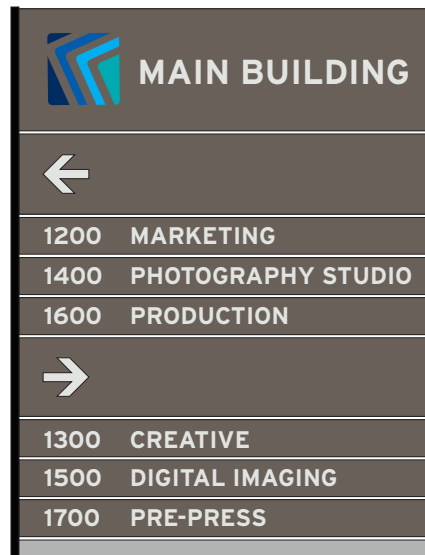 MAIN BUILDING
←
1200 MARKETING
1400 PHOTOGRAPHY STUDIO
1600 PRODUCTION
→
1300 CREATIVE
1500 DIGITAL IMAGING
1700 PRE-PRESS